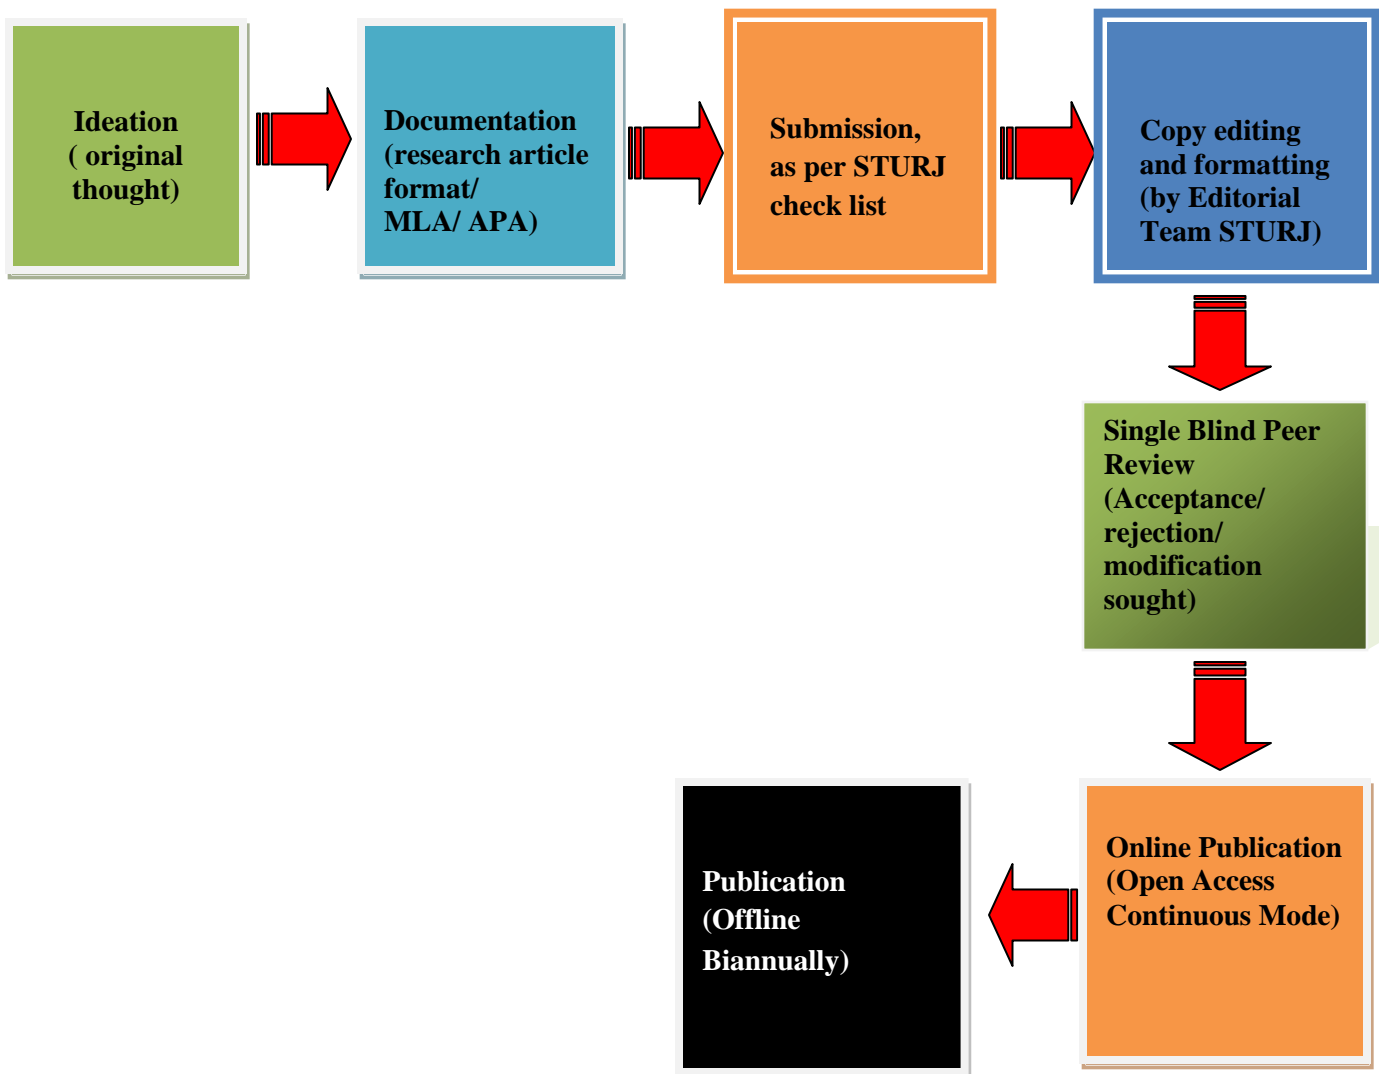 Ideation
( original
thought)
Documentation
(research article
format/
MLA/ APA)
Submission,
as per STURJ
check list
Copy editing
and formatting
(by Editorial
Team STURJ)
Single Blind Peer
Review
(Acceptance/
rejection/
modification
sought)
Online Publication
(Open Access
Continuous Mode)
Publication
(Offline
Biannually)